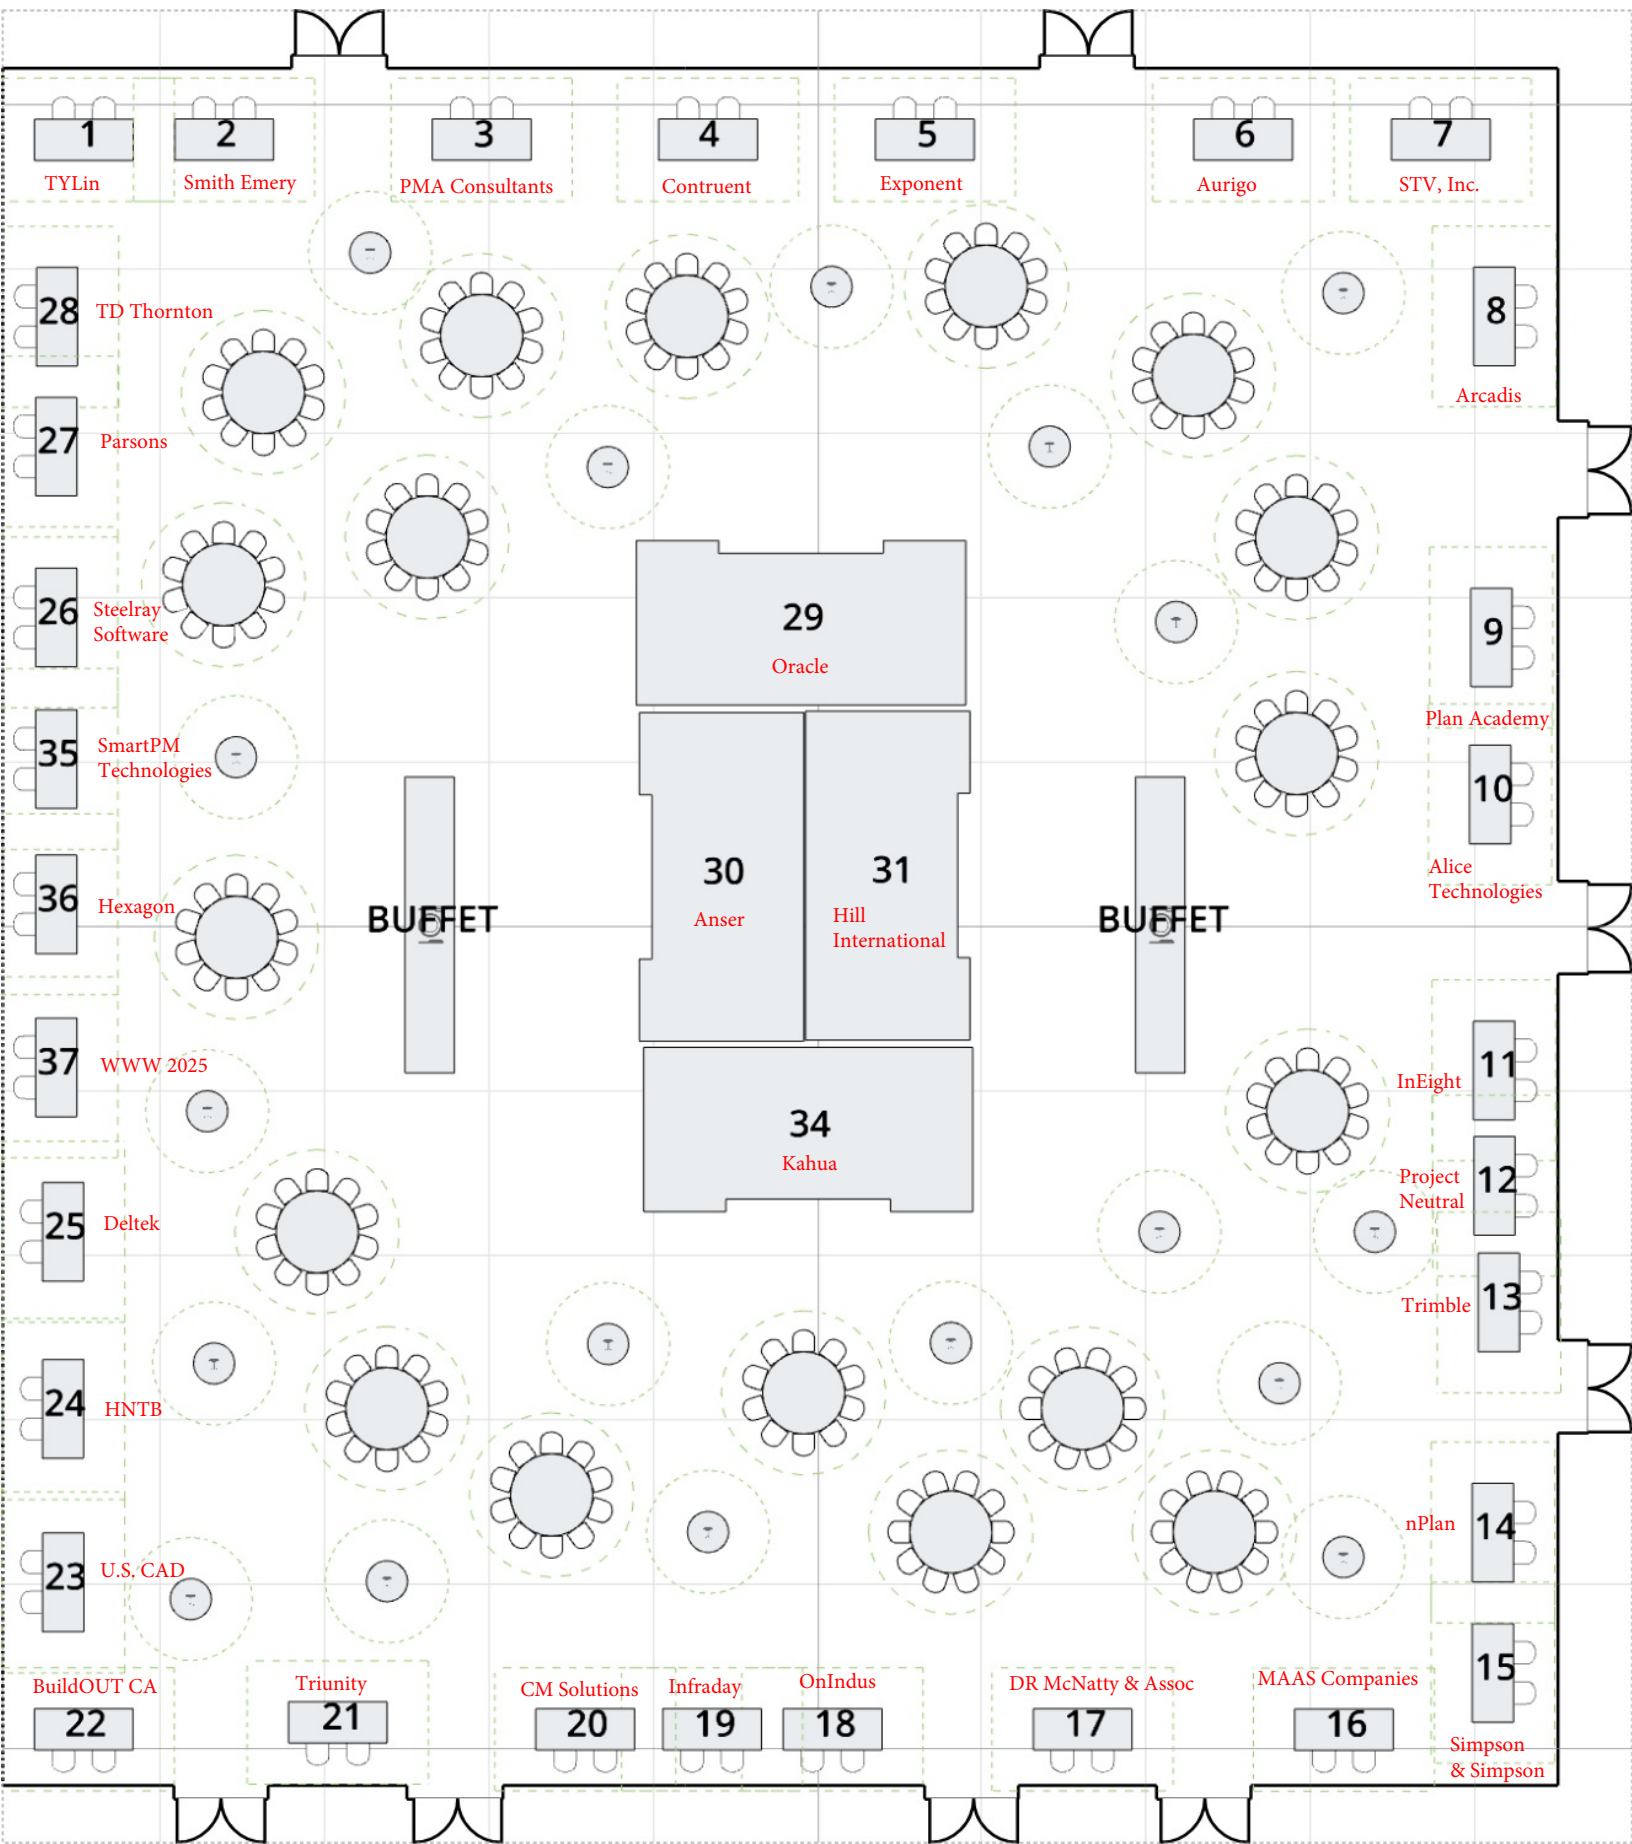 1
2
3
4
5
6
7
TYLin
Smith Emery
PMA Consultants
Contruent
Exponent
Aurigo
STV, Inc.
28
TD Thornton
8
Arcadis
27
Parsons
26
Steelray
Software
29
Oracle
9
Plan Academy
35
SmartPM
Technologies
10
Alice
Technologies
36
Hexagon
BUFFET
30
Anser
31
Hill
International
BUFFET
37
WWW 2025
11
InEight
34
Kahua
12
Project
Neutral
25
Deltek
13
Trimble
24
HNTB
14
nPlan
23
U.S. CAD
15
Simpson
& Simpson
BuildOUT CA
22
Triunity
21
CM Solutions
20
Infraday
19
OnIndus
18
DR McNatty & Assoc
17
MAAS Companies
16